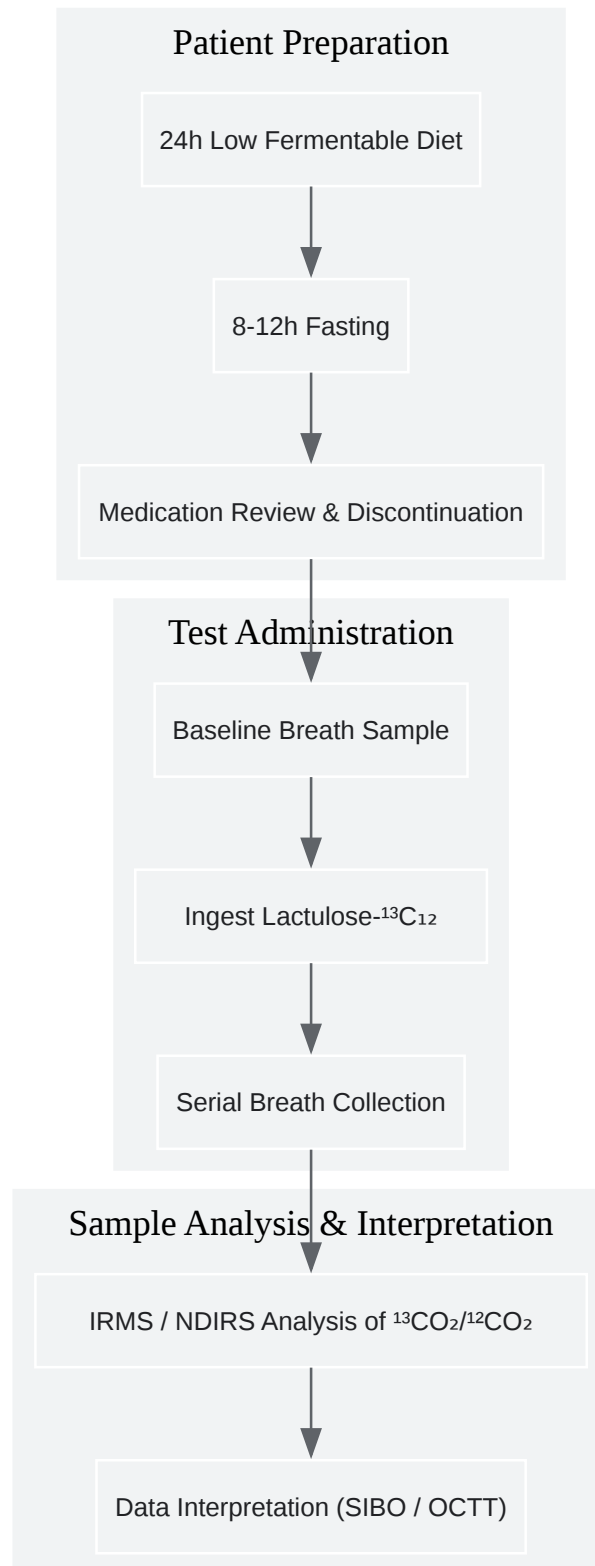 Patient Preparation
24h Low Fermentable Diet
8-12h Fasting
Medication Review & Discontinuation
Test Administration
Baseline Breath Sample
Ingest Lactulose-¹³C₁₂
Serial Breath Collection
Sample Analysis & Interpretation
IRMS / NDIRS Analysis of ¹³CO₂/¹²CO₂
Data Interpretation (SIBO / OCTT)